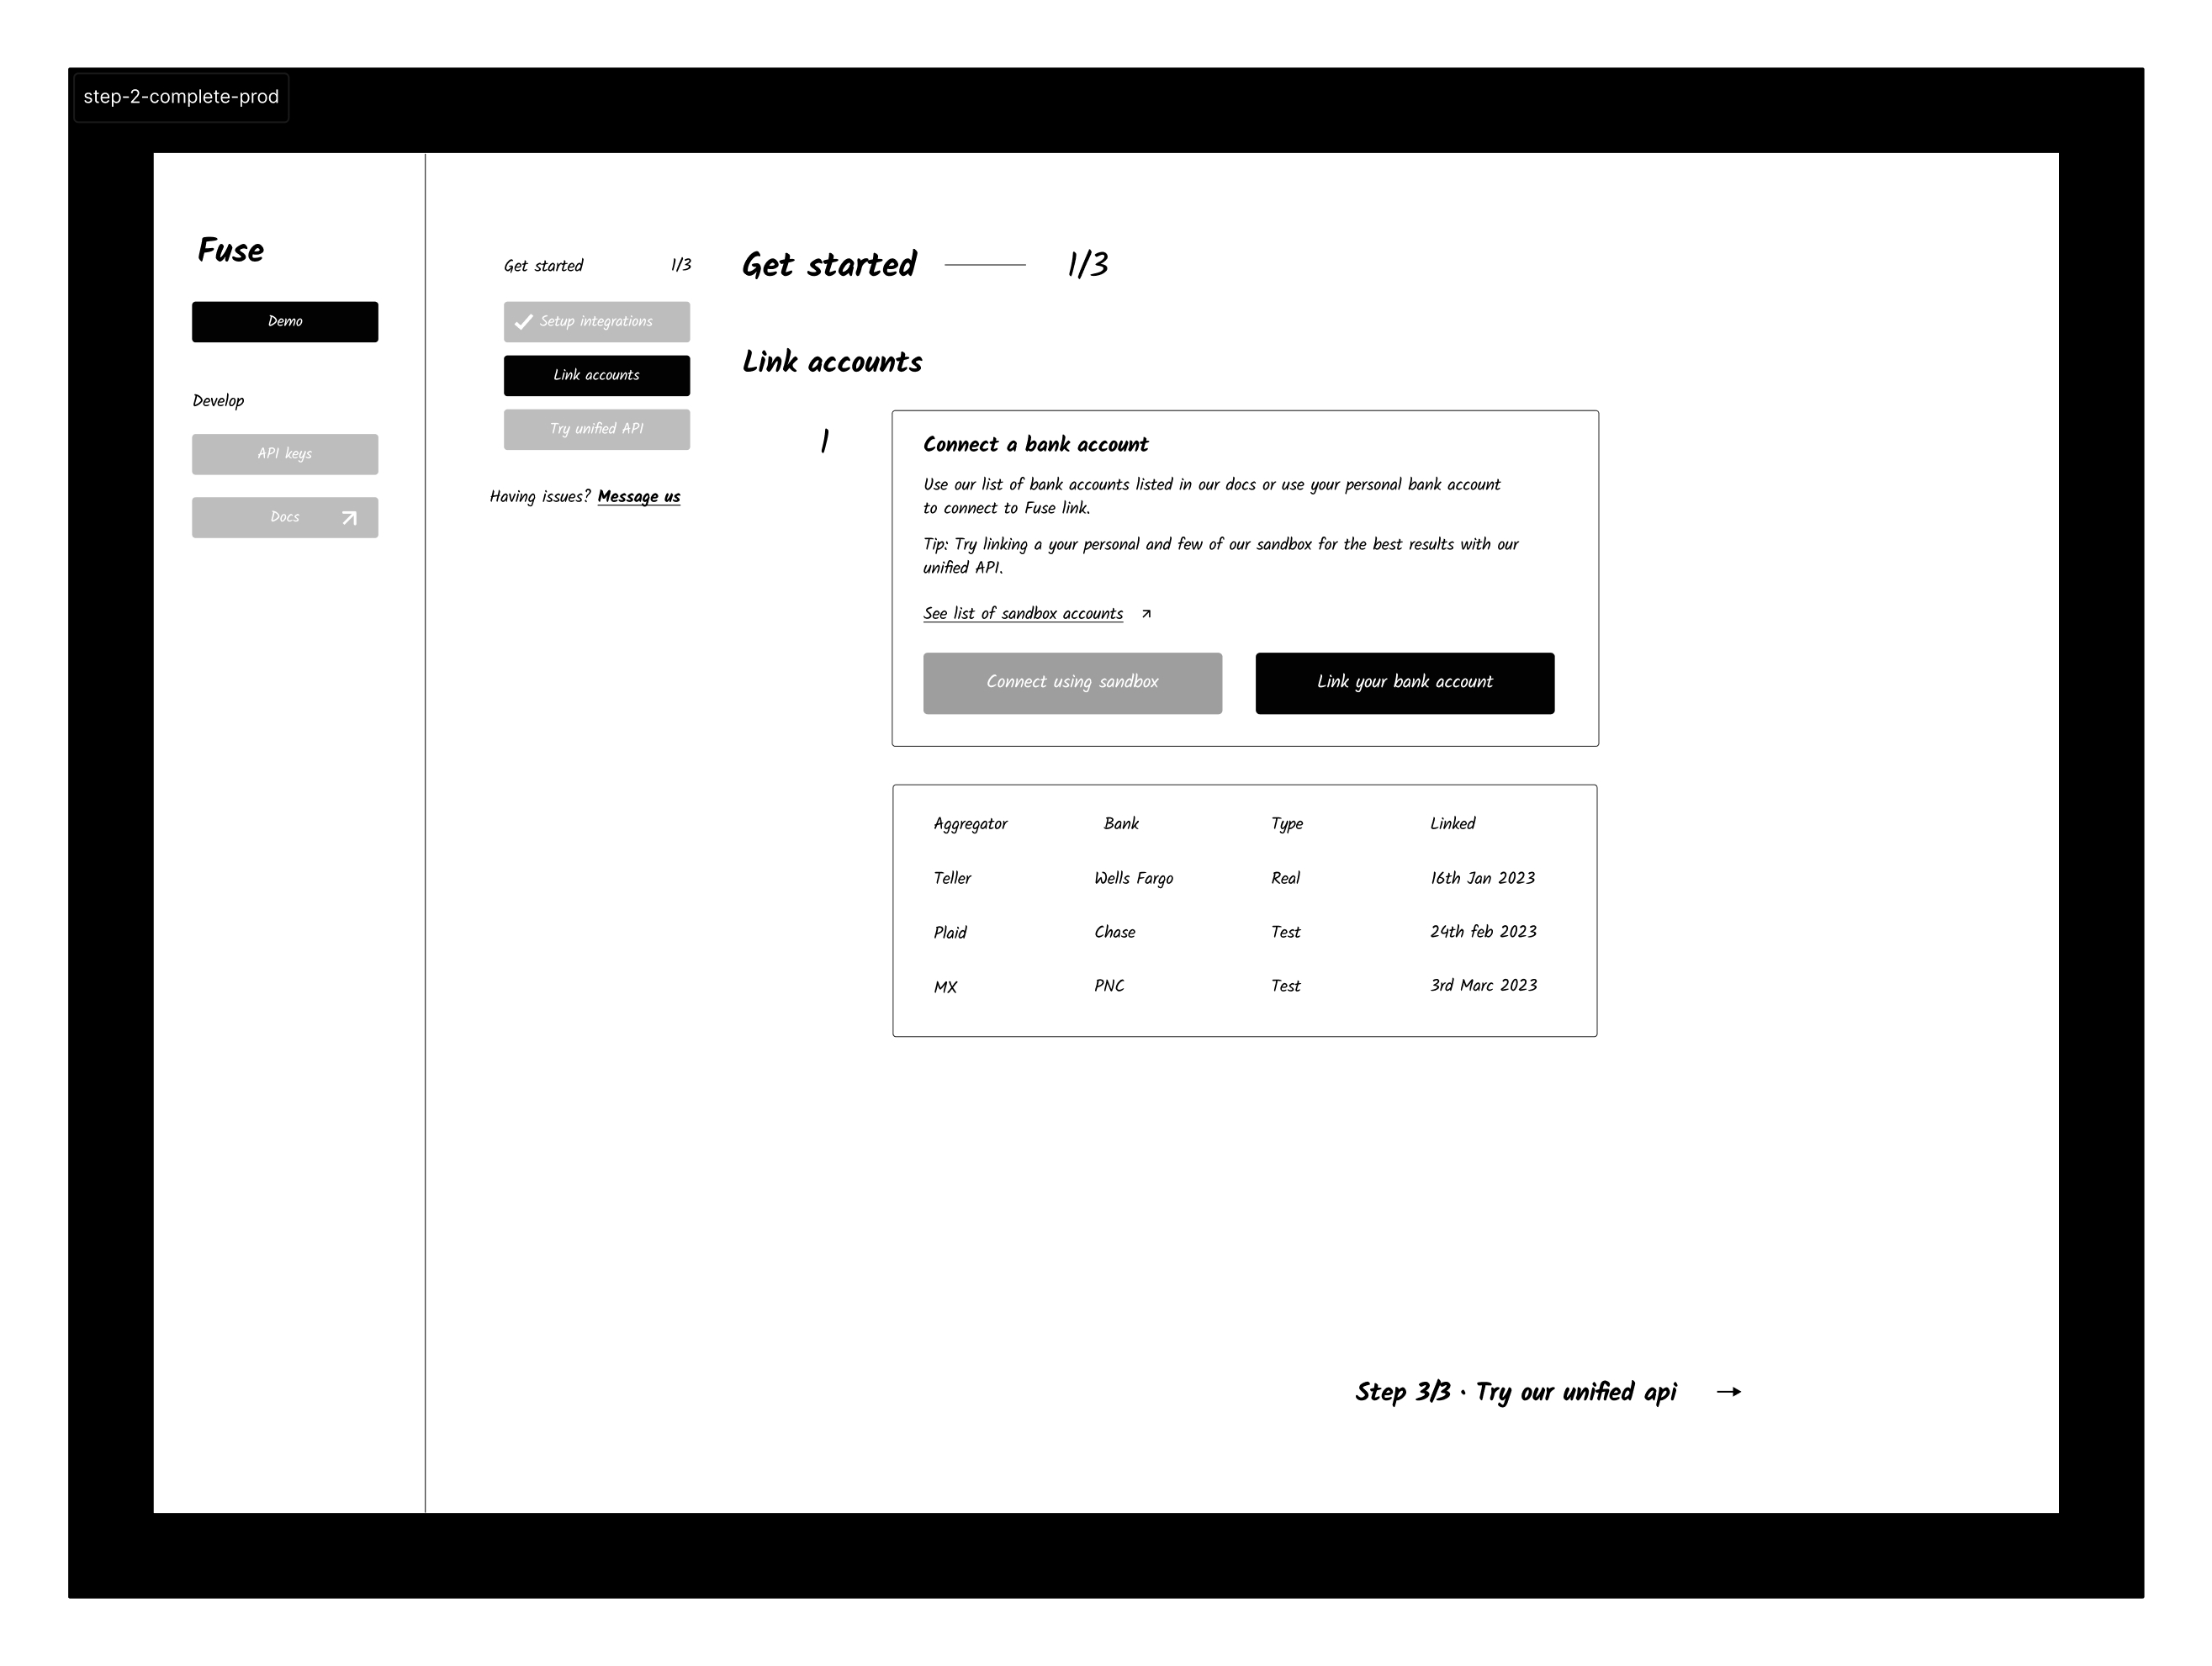 step-2-complete-prod
Fuse
Demo
Develop
API keys
Docs
Get started 1/3
Setup integrations
Link accounts
Try unified API
Having issues? Message us
Get started 1/3
Link accounts
1
Connect a bank account
Use our list of bank accounts listed in our docs or use your personal bank account
to connect to Fuse link.
Tip: Try linking a your personal and few of our sandbox for the best results with our
unified API.
See list of sandbox accounts
Connect using sandbox Link your bank account
Aggregator Bank Type Linked
Teller Wells Fargo Real 16th Jan 2023
Plaid Chase Test 24th feb 2023
MX PNC Test 3rd Marc 2023
Step 3/3 · Try our unified api